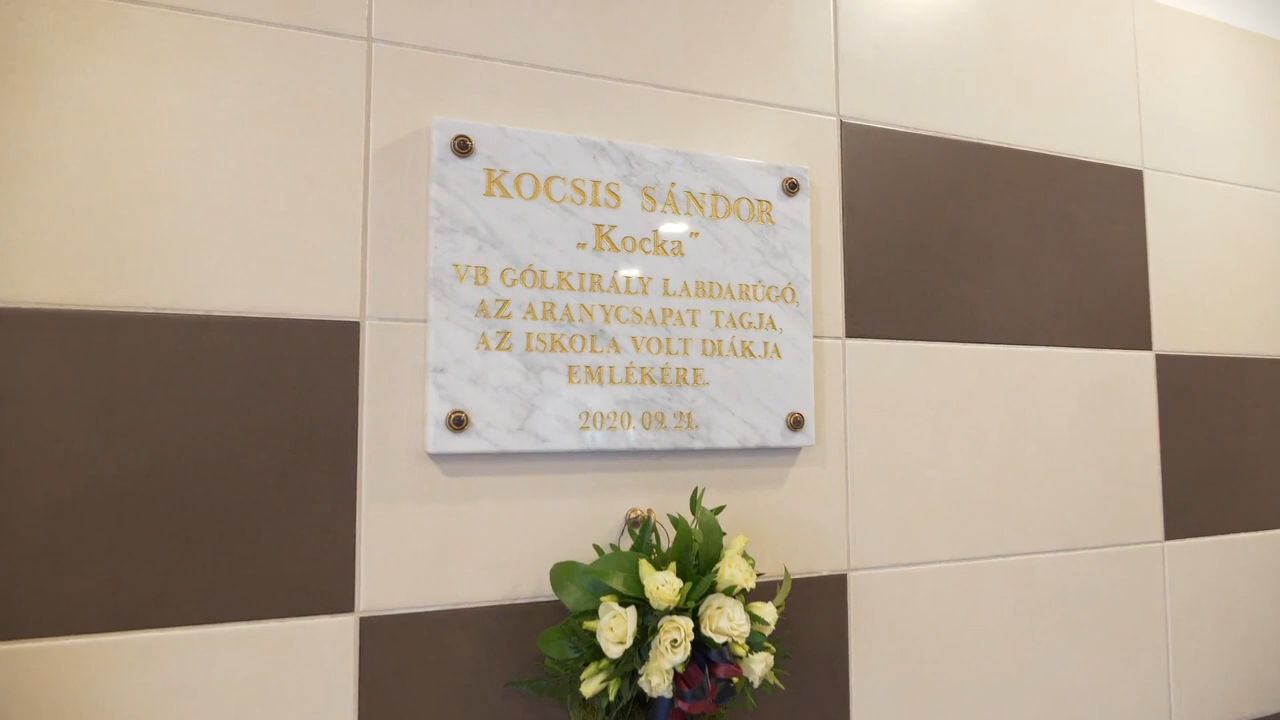 KOCSIS SÁNDOR
„Kocka”
VB GÓLKIRÁLY LABDARÚGÓ,
AZ ARANYCSAPAT TAGJA,
AZ ISKOLA VOLT DIÁKJA
EMLÉKÉRE.
2020. 09. 21.